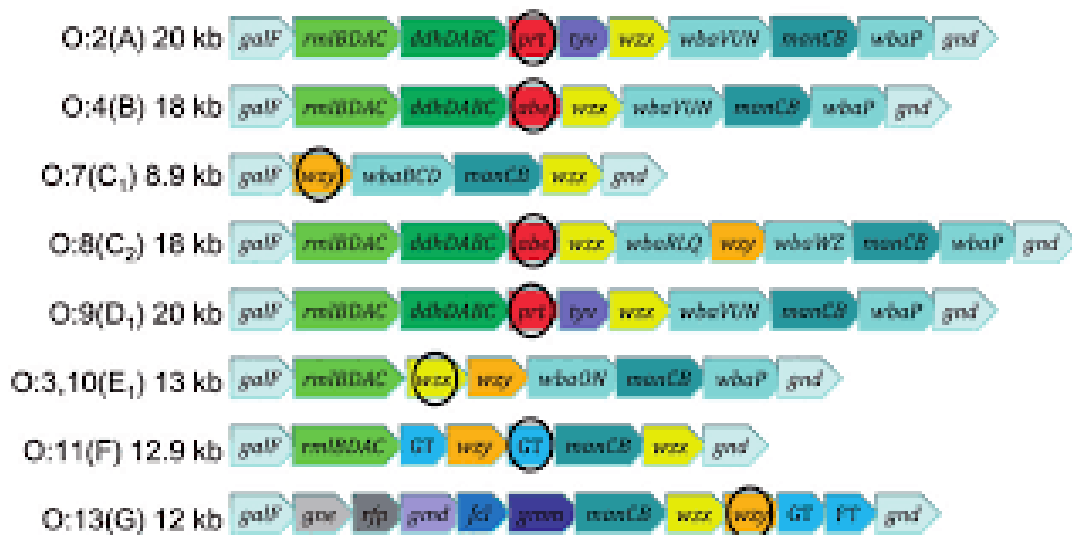 O:2(A) 20 kb galF rmlBDAC ddhDABC prt tyv wzx wbaVUN manCB wbaP gnd
O:4(B) 18 kb galF rmlBDAC ddhDABC abe wzx wbaVUN manCB wbaP gnd
O:7(C₁) 8.9 kb galF wzy wbaBCD manCB wzx gnd
O:8(C₂) 18 kb galF rmlBDAC ddhDABC abe wzx wbaRLQ wzy wbaWZ manCB wbaP gnd
O:9(D₁) 20 kb galF rmlBDAC ddhDABC prt tyv wzx wbaVUN manCB wbaP gnd
O:3,10(E₁) 13 kb galF rmlBDAC wzx wzy wbaON manCB wbaP gnd
O:11(F) 12.9 kb galF rmlBDAC GT wzy GT manCB wzx gnd
O:13(G) 12 kb galF gne rfp gmd fcl gmm manCB wzx wzy GT FT gnd